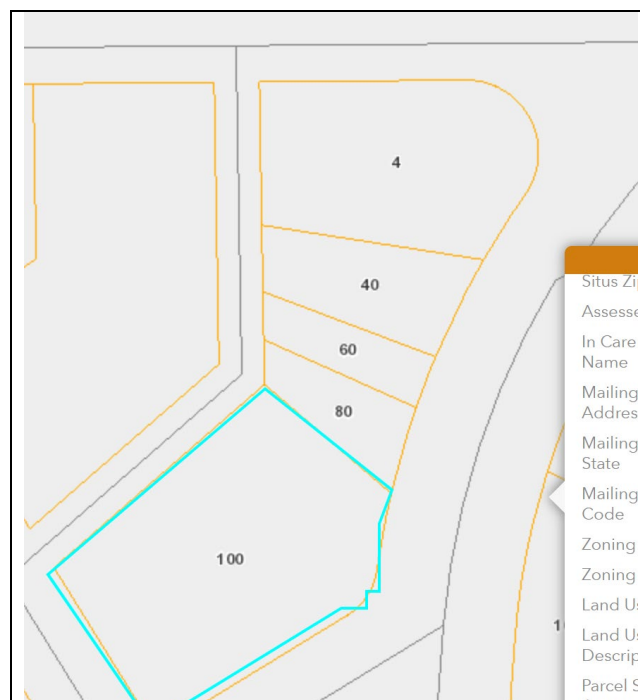 4
40
60
80
100
Situs Zi
Assesse
In Care
Name
Mailing
Addres
Mailing
State
Mailing
Code
Zoning
Zoning
Land Us
Land Us
Descrip
Parcel S